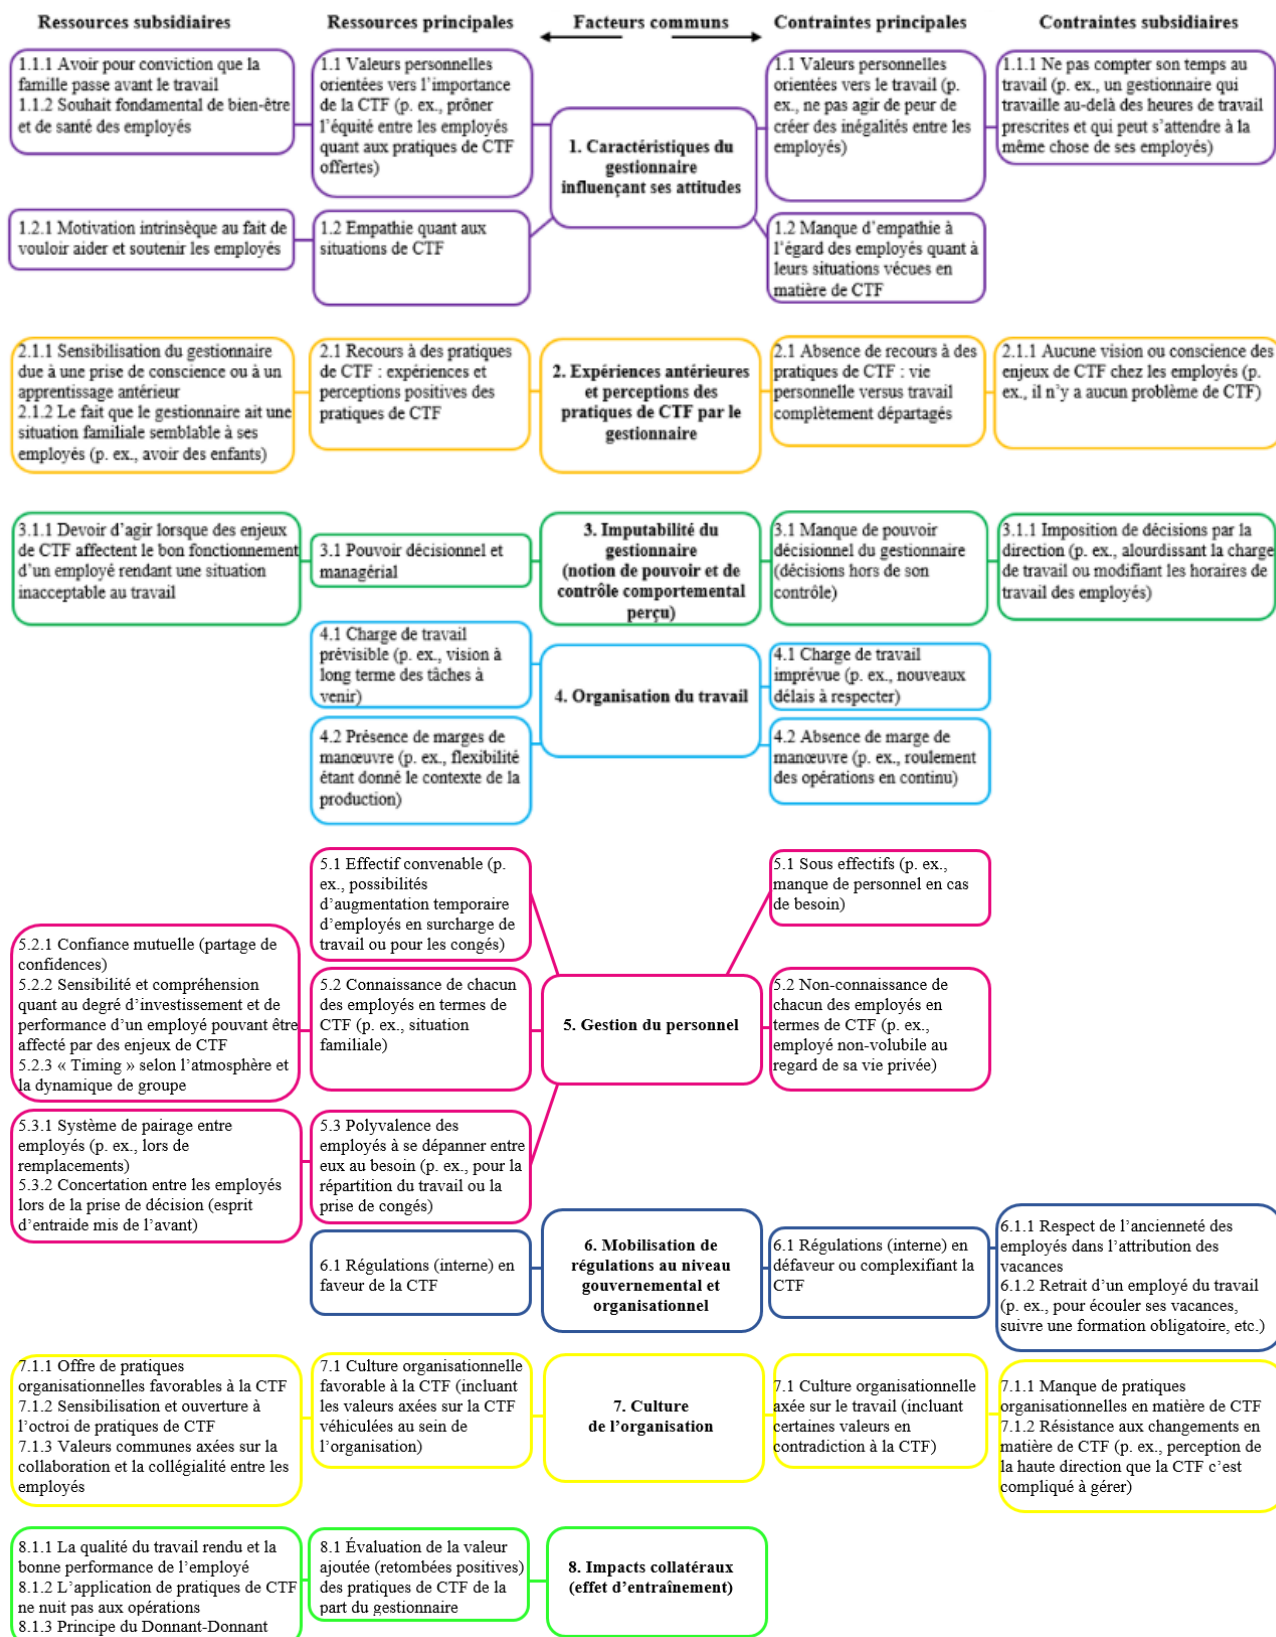 Ressources subsidiaires
Ressources principales
Facteurs communs
Contraintes principales
Contraintes subsidiaires
1.1.1 Avoir pour conviction que la
famille passe avant le travail
1.1.2 Souhait fondamental de bien-être
et de santé des employés
1.1 Valeurs personnelles
orientées vers l’importance
de la CTF (p. ex., prôner
l’équité entre les employés
quant aux pratiques de CTF
offertes)
1. Caractéristiques du
gestionnaire
influençant ses attitudes
1.1 Valeurs personnelles
orientées vers le travail (p.
ex., ne pas agir de peur de
créer des inégalités entre les
employés)
1.1.1 Ne pas compter son temps au
travail (p. ex., un gestionnaire qui
travaille au-delà des heures de travail
prescrites et qui peut s’attendre à la
même chose de ses employés)
1.2.1 Motivation intrinsèque au fait de
vouloir aider et soutenir les employés
1.2 Empathie quant aux
situations de CTF
1.2 Manque d’empathie à
l’égard des employés quant à
leurs situations vécues en
matière de CTF
2.1.1 Sensibilisation du gestionnaire
due à une prise de conscience ou à un
apprentissage antérieur
2.1.2 Le fait que le gestionnaire ait une
situation familiale semblable à ses
employés (p. ex., avoir des enfants)
2.1 Recours à des pratiques
de CTF : expériences et
perceptions positives des
pratiques de CTF
2. Expériences antérieures
et perceptions des
pratiques de CTF par le
gestionnaire
2.1 Absence de recours à des
pratiques de CTF : vie
personnelle versus travail
complètement départagés
2.1.1 Aucune vision ou conscience des
enjeux de CTF chez les employés (p.
ex., il n’y a aucun problème de CTF)
3.1.1 Devoir d’agir lorsque des enjeux
de CTF affectent le bon fonctionnement
d’un employé rendant une situation
inacceptable au travail
3.1 Pouvoir décisionnel et
managérial
3. Imputabilité du
gestionnaire
(notion de pouvoir et de
contrôle comportemental
perçu)
3.1 Manque de pouvoir
décisionnel du gestionnaire
(décisions hors de son
contrôle)
3.1.1 Imposition de décisions par la
direction (p. ex., alourdissant la charge
de travail ou modifiant les horaires de
travail des employés)
4.1 Charge de travail
prévisible (p. ex., vision à
long terme des tâches à
venir)
4. Organisation du travail
4.1 Charge de travail
imprévue (p. ex., nouveaux
délais à respecter)
4.2 Présence de marges de
manœuvre (p. ex., flexibilité
étant donné le contexte de la
production)
4.2 Absence de marge de
manœuvre (p. ex., roulement
des opérations en continu)
5.1 Effectif convenable (p.
ex., possibilités
d’augmentation temporaire
d’employés en surcharge de
travail ou pour les congés)
5.1 Sous effectifs (p. ex.,
manque de personnel en cas
de besoin)
5.2.1 Confiance mutuelle (partage de
confidences)
5.2.2 Sensibilité et compréhension
quant au degré d’investissement et de
performance d’un employé pouvant être
affecté par des enjeux de CTF
5.2.3 « Timing » selon l’atmosphère et
la dynamique de groupe
5.2 Connaissance de chacun
des employés en termes de
CTF (p. ex., situation
familiale)
5. Gestion du personnel
5.2 Non-connaissance de
chacun des employés en
termes de CTF (p. ex.,
employé non-volubile au
regard de sa vie privée)
5.3.1 Système de pairage entre
employés (p. ex., lors de
remplacements)
5.3.2 Concertation entre les employés
lors de la prise de décision (esprit
d’entraide mis de l’avant)
5.3 Polyvalence des
employés à se dépanner entre
eux au besoin (p. ex., pour la
répartition du travail ou la
prise de congés)
6.1 Régulations (interne) en
faveur de la CTF
6. Mobilisation de
régulations au niveau
gouvernemental et
organisationnel
6.1 Régulations (interne) en
défaveur ou complexifiant la
CTF
6.1.1 Respect de l’ancienneté des
employés dans l’attribution des
vacances
6.1.2 Retrait d’un employé du travail
(p. ex., pour écouler ses vacances,
suivre une formation obligatoire, etc.)
7.1.1 Offre de pratiques
organisationnelles favorables à la CTF
7.1.2 Sensibilisation et ouverture à
l’octroi de pratiques de CTF
7.1.3 Valeurs communes axées sur la
collaboration et la collégialité entre les
employés
7.1 Culture organisationnelle
favorable à la CTF (incluant
les valeurs axées sur la CTF
véhiculées au sein de
l’organisation)
7. Culture
de l’organisation
7.1 Culture organisationnelle
axée sur le travail (incluant
certaines valeurs en
contradiction à la CTF)
7.1.1 Manque de pratiques
organisationnelles en matière de CTF
7.1.2 Résistance aux changements en
matière de CTF (p. ex., perception de
la haute direction que la CTF c’est
compliqué à gérer)
8.1.1 La qualité du travail rendu et la
bonne performance de l’employé
8.1.2 L’application de pratiques de CTF
ne nuit pas aux opérations
8.1.3 Principe du Donnant-Donnant
8.1 Évaluation de la valeur
ajoutée (retombées positives)
des pratiques de CTF de la
part du gestionnaire
8. Impacts collatéraux
(effet d’entraînement)